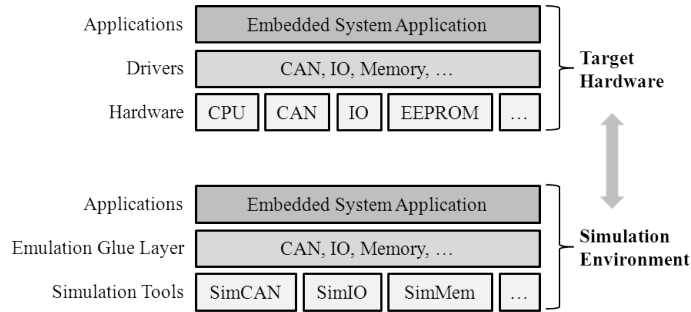 Applications Embedded System Application
Drivers CAN, IO, Memory, …
Target
Hardware
Hardware CPU CAN IO EEPROM …
Applications Embedded System Application
Emulation Glue Layer CAN, IO, Memory, …
Simulation
Environment
Simulation Tools SimCAN SimIO SimMem …